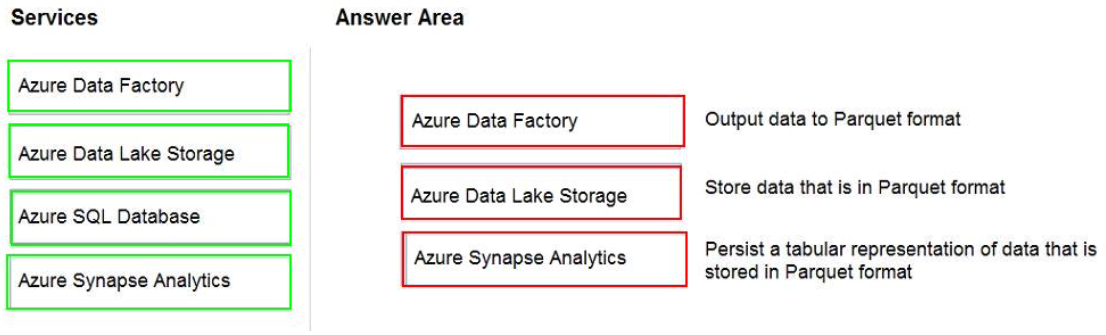 Services
Answer Area
Azure Data Factory
Azure Data Lake Storage
Azure SQL Database
Azure Synapse Analytics
Azure Data Factory
Output data to Parquet format
Azure Data Lake Storage
Store data that is in Parquet format
Azure Synapse Analytics
Persist a tabular representation of data that is
stored in Parquet format